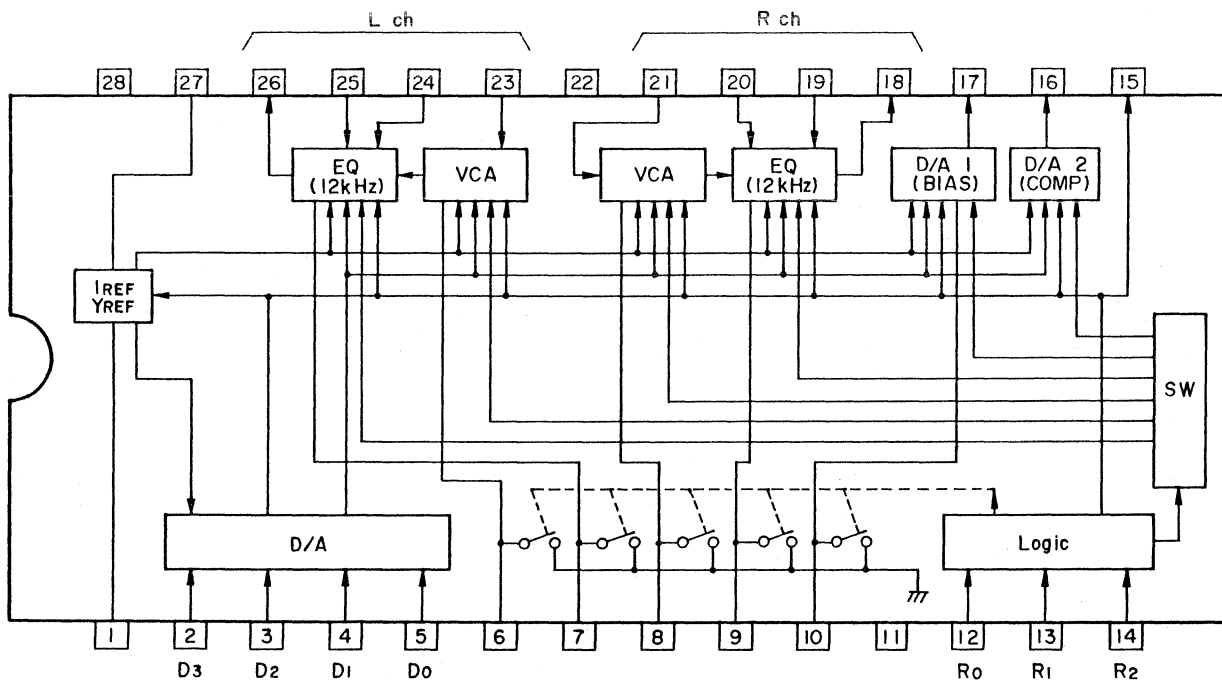 L ch R ch
28 27 26 25 24 23 22 21 20 19 18 17 16 15
EQ (12kHz)
VCA
VCA
EQ (12kHz)
D/A 1 (BIAS)
D/A 2 (COMP)
IREF
YREF
SW
D/A
Logic
1 2 3 4 5 6 7 8 9 10 11 12 13 14
D3 D2 D1 D0 R0 R1 R2